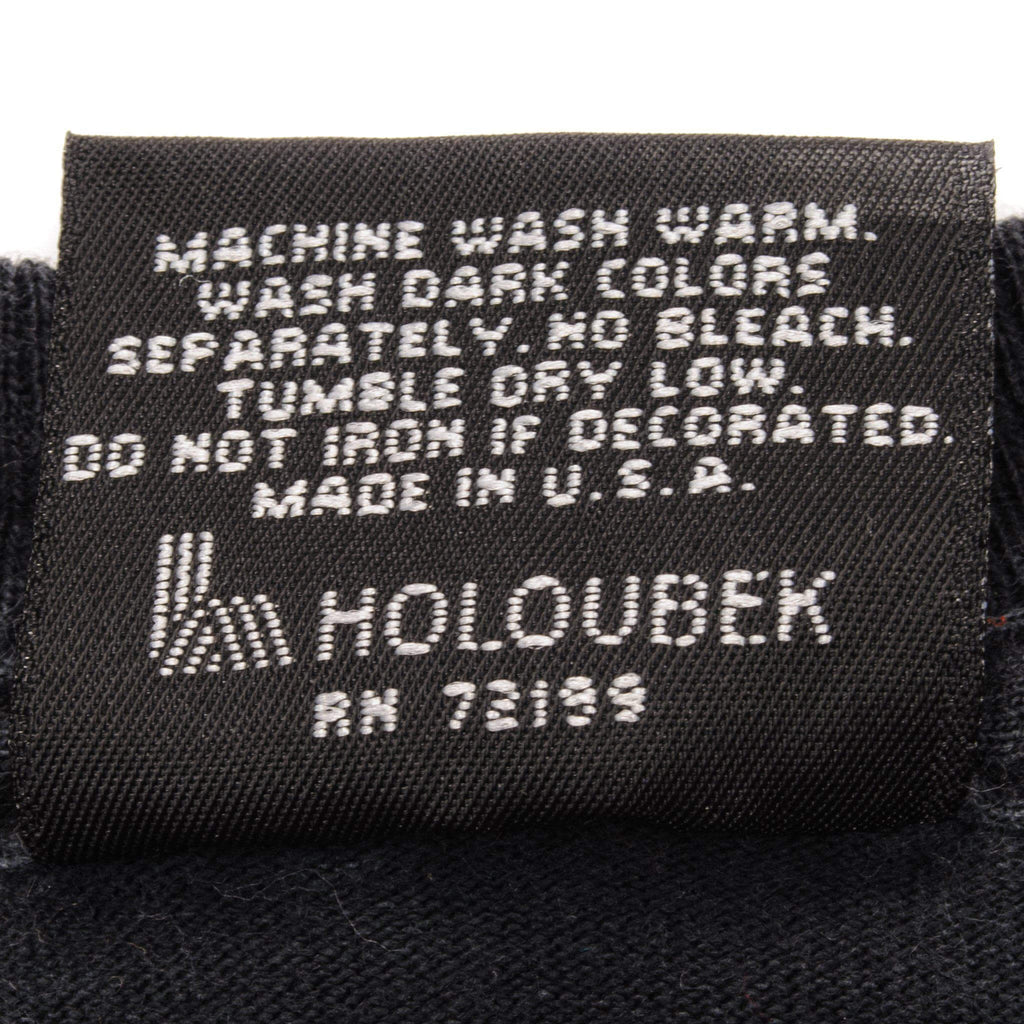 MACHINE WASH WARM.
WASH DARK COLORS
SEPARATELY. NO BLEACH.
TUMBLE DRY LOW.
DO NOT IRON IF DECORATED.
MADE IN U.S.A.
HOLOUBEK
RN 72199